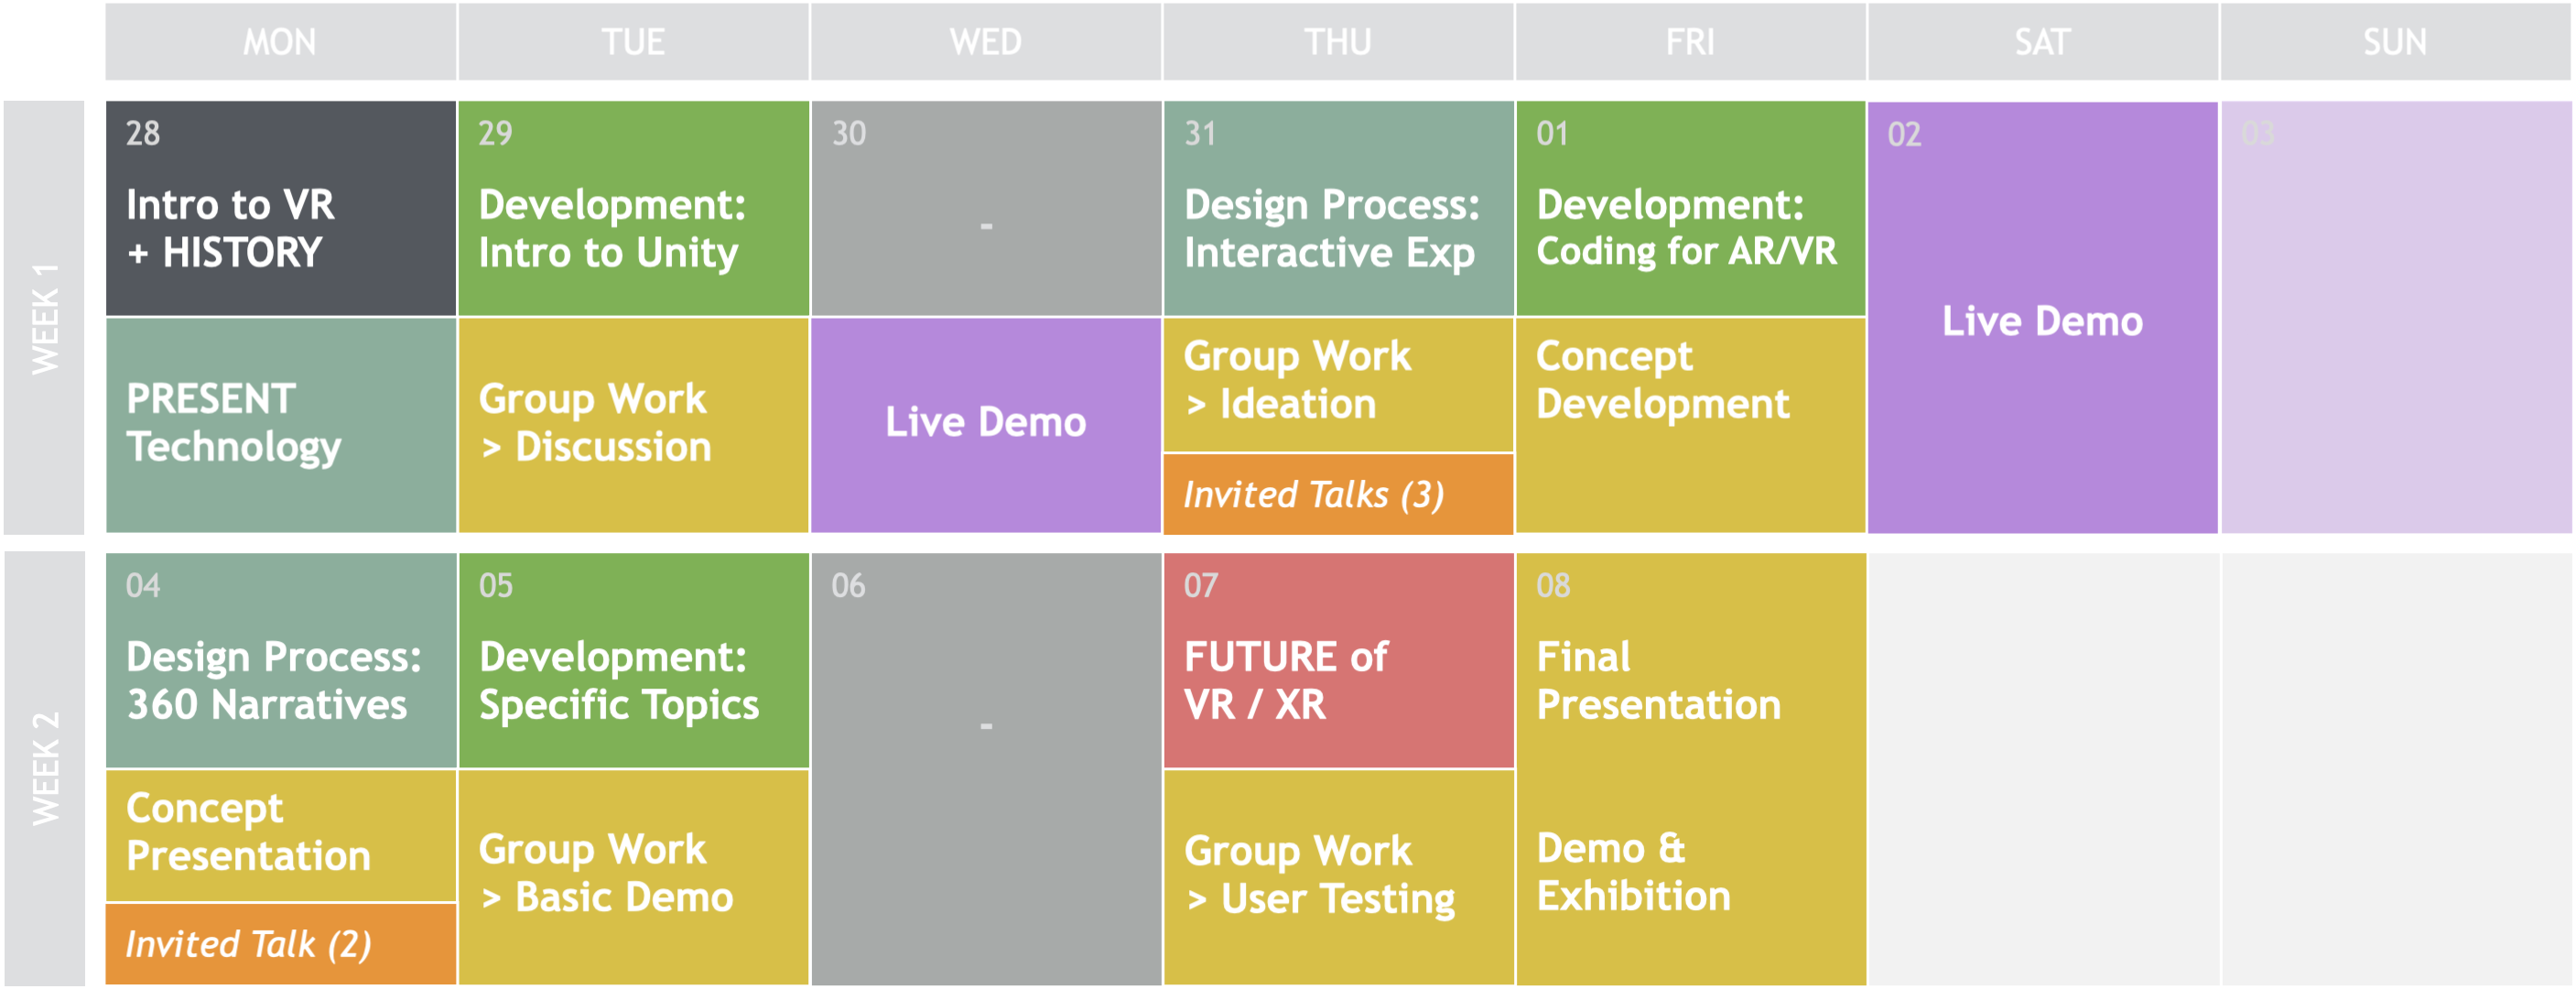 MON
TUE
WED
THU
FRI
SAT
SUN
WEEK 1
28
Intro to VR
+ HISTORY
PRESENT
Technology
29
Development:
Intro to Unity
Group Work
> Discussion
30
-
Live Demo
31
Design Process:
Interactive Exp
Group Work
> Ideation
Invited Talks (3)
01
Development:
Coding for AR/VR
Concept
Development
02
Live Demo
03
WEEK 2
04
Design Process:
360 Narratives
Concept
Presentation
Invited Talk (2)
05
Development:
Specific Topics
Group Work
> Basic Demo
06
-
07
FUTURE of
VR / XR
Group Work
> User Testing
08
Final
Presentation
Demo &
Exhibition